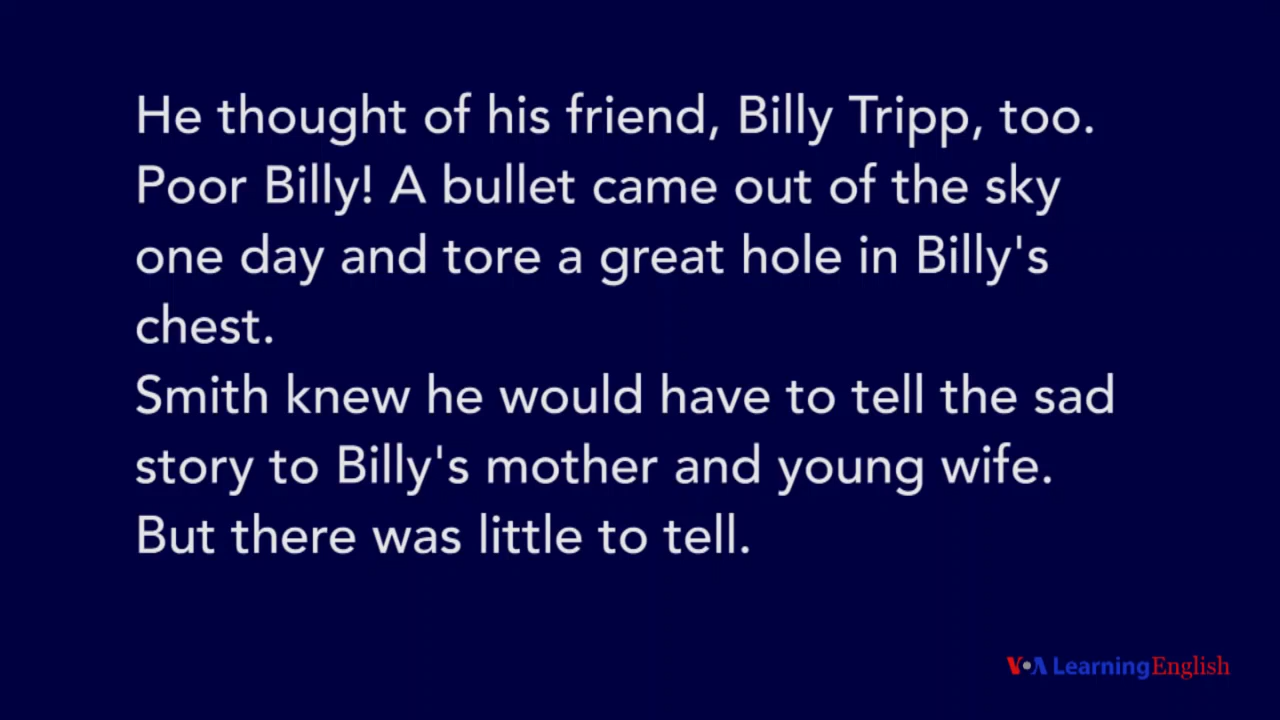 He thought of his friend, Billy Tripp, too.
Poor Billy! A bullet came out of the sky
one day and tore a great hole in Billy's
chest.
Smith knew he would have to tell the sad
story to Billy's mother and young wife.
But there was little to tell.
VOA Learning English